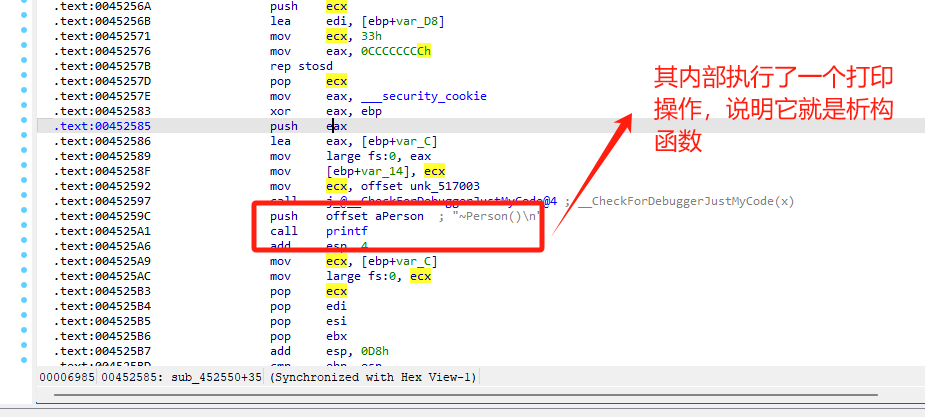 .text:0045256A push ecx
.text:0045256B lea edi, [ebp+var_D8]
.text:00452571 mov ecx, 33h
.text:00452576 mov eax, 0CCCCCCCCh
.text:0045257B rep stosd
.text:0045257D pop ecx
.text:0045257E mov eax, ___security_cookie
.text:00452583 xor eax, ebp
.text:00452585 push eax
.text:00452586 lea eax, [ebp+var_C]
.text:00452589 mov large fs:0, eax
.text:0045258F mov [ebp+var_14], ecx
.text:00452592 mov ecx, offset unk_517003
.text:00452597 call j_@__CheckForDebuggerJustMyCode@4 ; __CheckForDebuggerJustMyCode(x)
.text:0045259C push offset aPerson ; "~Person()\n"
.text:004525A1 call printf
.text:004525A6 add esp, 4
.text:004525A9 mov ecx, [ebp+var_C]
.text:004525AC mov large fs:0, ecx
.text:004525B3 pop ecx
.text:004525B4 pop edi
.text:004525B5 pop esi
.text:004525B6 pop ebx
.text:004525B7 add esp, 0D8h
.text:004525BD cmp ebp, esp
00006985 00452585: sub_452550+35 (Synchronized with Hex View-1)
其内部执行了一个打印
操作，说明它就是析构
函数